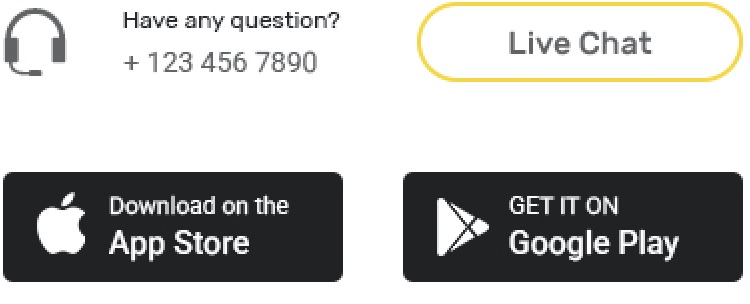 Have any question?
+ 123 456 7890
Live Chat
Download on the
App Store
GET IT ON
Google Play